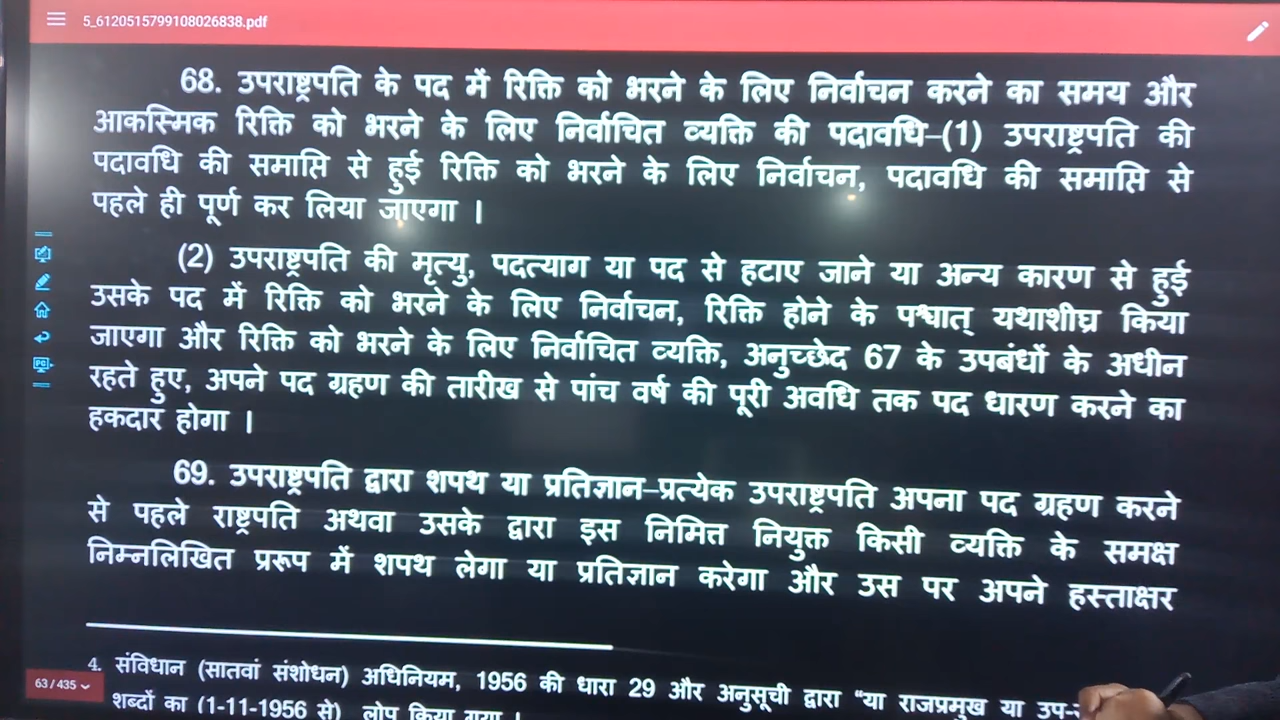 5_6120515799108026838.pdf
68. उपराष्ट्रपति के पद में रिक्ति को भरने के लिए निर्वाचन करने का समय और
आकस्मिक रिक्ति को भरने के लिए निर्वाचित व्यक्ति की पदावधि–(1) उपराष्ट्रपति की
पदावधि की समाप्ति से हुई रिक्ति को भरने के लिए निर्वाचन, पदावधि की समाप्ति से
पहले ही पूर्ण कर लिया जाएगा ।
(2) उपराष्ट्रपति की मृत्यु, पदत्याग या पद से हटाए जाने या अन्य कारण से हुई
उसके पद में रिक्ति को भरने के लिए निर्वाचन, रिक्ति होने के पश्चात् यथाशीघ्र किया
जाएगा और रिक्ति को भरने के लिए निर्वाचित व्यक्ति, अनुच्छेद 67 के उपबंधों के अधीन
रहते हुए, अपने पद ग्रहण की तारीख से पांच वर्ष की पूरी अवधि तक पद धारण करने का
हकदार होगा ।
69. उपराष्ट्रपति द्वारा शपथ या प्रतिज्ञान–प्रत्येक उपराष्ट्रपति अपना पद ग्रहण करने
से पहले राष्ट्रपति अथवा उसके द्वारा इस निमित्त नियुक्त किसी व्यक्ति के समक्ष
निम्नलिखित प्ररूप में शपथ लेगा या प्रतिज्ञान करेगा और उस पर अपने हस्ताक्षर
4. संविधान (सातवां संशोधन) अधिनियम, 1956 की धारा 29 और अनुसूची द्वारा “या राजप्रमुख या उप-
शब्दों का (1-11-1956 से) लोप किया गया ।
63 / 435